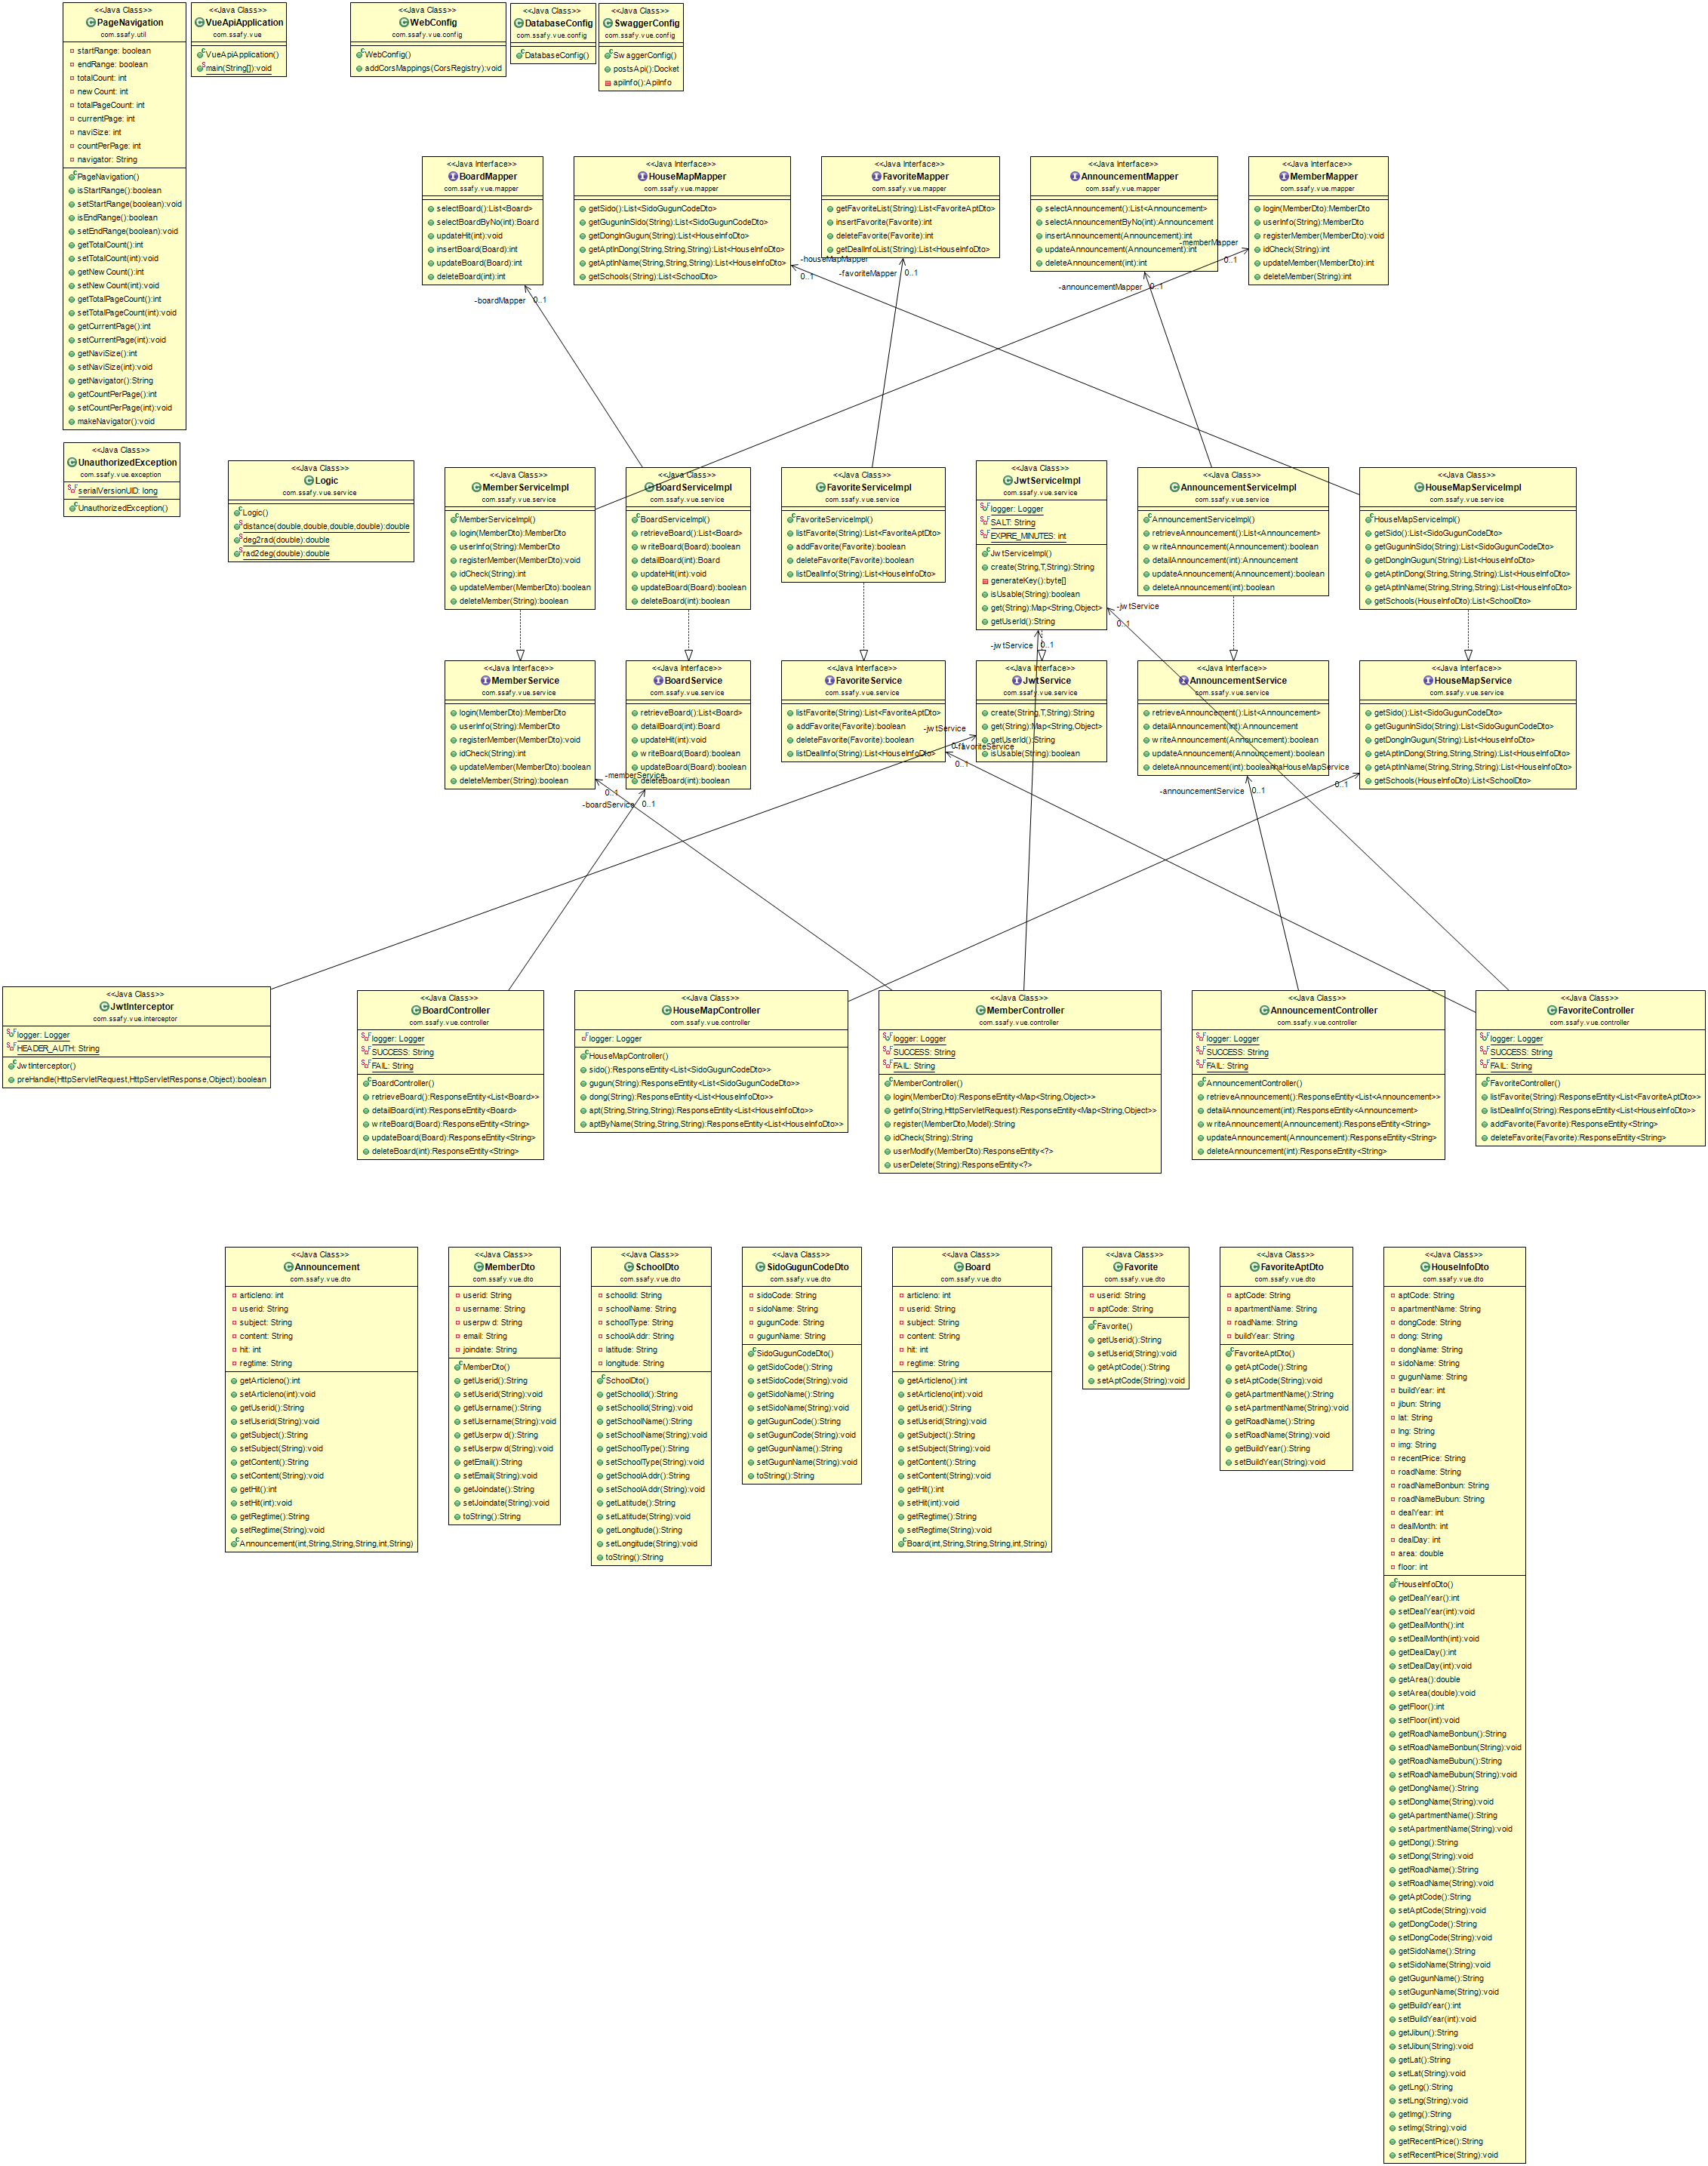 <<Java Class>>
PageNavigation
com.ssafy.util
startRange: boolean
endRange: boolean
totalCount: int
newCount: int
totalPageCount: int
currentPage: int
naviSize: int
countPerPage: int
navigator: String
PageNavigation()
isStartRange():boolean
setStartRange(boolean):void
isEndRange():boolean
setEndRange(boolean):void
getTotalCount():int
setTotalCount(int):void
getNewCount():int
setNewCount(int):void
getTotalPageCount():int
setTotalPageCount(int):void
getCurrentPage():int
setCurrentPage(int):void
getNaviSize():int
setNaviSize(int):void
getNavigator():String
getCountPerPage():int
setCountPerPage(int):void
makeNavigator():void
<<Java Class>>
VueApiApplication
com.ssafy.vue
VueApiApplication()
main(String[]):void
<<Java Class>>
WebConfig
com.ssafy.vue.config
WebConfig()
addCorsMappings(CorsRegistry):void
<<Java Class>>
DatabaseConfig
com.ssafy.vue.config
DatabaseConfig()
<<Java Class>>
SwaggerConfig
com.ssafy.vue.config
SwaggerConfig()
postsApi():Docket
apiInfo():ApiInfo
<<Java Interface>>
BoardMapper
com.ssafy.vue.mapper
selectBoard():List<Board>
selectBoardByNo(int):Board
updateHit(int):void
insertBoard(Board):int
updateBoard(Board):int
deleteBoard(int):int
<<Java Interface>>
HouseMapMapper
com.ssafy.vue.mapper
getSido():List<SidoGugunCodeDto>
getGugunInSido(String):List<SidoGugunCodeDto>
getDongInGugun(String):List<HouseInfoDto>
getAptInDong(String,String,String):List<HouseInfoDto>
getAptInName(String,String,String):List<HouseInfoDto>
getSchools(String):List<SchoolDto>
<<Java Interface>>
FavoriteMapper
com.ssafy.vue.mapper
getFavoriteList(String):List<FavoriteAptDto>
insertFavorite(Favorite):int
deleteFavorite(Favorite):int
getDealInfoList(String):List<HouseInfoDto>
<<Java Interface>>
AnnouncementMapper
com.ssafy.vue.mapper
selectAnnouncement():List<Announcement>
selectAnnouncementByNo(int):Announcement
insertAnnouncement(Announcement):int
updateAnnouncement(Announcement):int
deleteAnnouncement(int):int
<<Java Interface>>
MemberMapper
com.ssafy.vue.mapper
login(MemberDto):MemberDto
userInfo(String):MemberDto
registerMember(MemberDto):void
idCheck(String):int
updateMember(MemberDto):int
deleteMember(String):int
-memberMapper
0..1
-houseMapMapper
0..1
-favoriteMapper
0..1
-announcementMapper
0..1
-boardMapper
0..1
<<Java Class>>
UnauthorizedException
com.ssafy.vue.exception
serialVersionUID: long
UnauthorizedException()
<<Java Class>>
Logic
com.ssafy.vue.service
Logic()
distance(double,double,double,double):double
deg2rad(double):double
rad2deg(double):double
<<Java Class>>
MemberServiceImpl
com.ssafy.vue.service
MemberServiceImpl()
login(MemberDto):MemberDto
userInfo(String):MemberDto
registerMember(MemberDto):void
idCheck(String):int
updateMember(MemberDto):boolean
deleteMember(String):boolean
<<Java Class>>
BoardServiceImpl
com.ssafy.vue.service
BoardServiceImpl()
retrieveBoard():List<Board>
writeBoard(Board):boolean
detailBoard(int):Board
updateHit(int):void
updateBoard(Board):boolean
deleteBoard(int):boolean
<<Java Class>>
FavoriteServiceImpl
com.ssafy.vue.service
FavoriteServiceImpl()
listFavorite(String):List<FavoriteAptDto>
addFavorite(Favorite):boolean
deleteFavorite(Favorite):boolean
listDealInfo(String):List<HouseInfoDto>
<<Java Class>>
JwtServiceImpl
com.ssafy.vue.service
logger: Logger
SALT: String
EXPIRE_MINUTES: int
JwtServiceImpl()
create(String,T,String):String
generateKey():byte[]
isUsable(String):boolean
get(String):Map<String,Object>
getUserId():String
<<Java Class>>
AnnouncementServiceImpl
com.ssafy.vue.service
AnnouncementServiceImpl()
retrieveAnnouncement():List<Announcement>
writeAnnouncement(Announcement):boolean
detailAnnouncement(int):Announcement
updateAnnouncement(Announcement):boolean
deleteAnnouncement(int):boolean
<<Java Class>>
HouseMapServiceImpl
com.ssafy.vue.service
HouseMapServiceImpl()
getSido():List<SidoGugunCodeDto>
getGugunInSido(String):List<SidoGugunCodeDto>
getDongInGugun(String):List<HouseInfoDto>
getAptInDong(String,String,String):List<HouseInfoDto>
getAptInName(String,String,String):List<HouseInfoDto>
getSchools(HouseInfoDto):List<SchoolDto>
-jwtService
0..1
-jwtService
0..1
<<Java Interface>>
MemberService
com.ssafy.vue.service
login(MemberDto):MemberDto
userInfo(String):MemberDto
registerMember(MemberDto):void
idCheck(String):int
updateMember(MemberDto):boolean
deleteMember(String):boolean
<<Java Interface>>
BoardService
com.ssafy.vue.service
retrieveBoard():List<Board>
detailBoard(int):Board
updateHit(int):void
writeBoard(Board):boolean
updateBoard(Board):boolean
deleteBoard(int):boolean
<<Java Interface>>
FavoriteService
com.ssafy.vue.service
listFavorite(String):List<FavoriteAptDto>
addFavorite(Favorite):boolean
deleteFavorite(Favorite):boolean
listDealInfo(String):List<HouseInfoDto>
<<Java Interface>>
JwtService
com.ssafy.vue.service
create(String,T,String):String
get(String):Map<String,Object>
getUserId():String
isUsable(String):boolean
<<Java Interface>>
AnnouncementService
com.ssafy.vue.service
retrieveAnnouncement():List<Announcement>
detailAnnouncement(int):Announcement
writeAnnouncement(Announcement):boolean
updateAnnouncement(Announcement):boolean
deleteAnnouncement(int):boolean
<<Java Interface>>
HouseMapService
com.ssafy.vue.service
getSido():List<SidoGugunCodeDto>
getGugunInSido(String):List<SidoGugunCodeDto>
getDongInGugun(String):List<HouseInfoDto>
getAptInDong(String,String,String):List<HouseInfoDto>
getAptInName(String,String,String):List<HouseInfoDto>
getSchools(HouseInfoDto):List<SchoolDto>
-jwtService
0..1
-favoriteService
0..1
-memberService
0..1
-boardService
0..1
-announcementService
0..1
HouseMapService
0..1
<<Java Class>>
JwtInterceptor
com.ssafy.vue.interceptor
logger: Logger
HEADER_AUTH: String
JwtInterceptor()
preHandle(HttpServletRequest,HttpServletResponse,Object):boolean
<<Java Class>>
BoardController
com.ssafy.vue.controller
logger: Logger
SUCCESS: String
FAIL: String
BoardController()
retrieveBoard():ResponseEntity<List<Board>>
detailBoard(int):ResponseEntity<Board>
writeBoard(Board):ResponseEntity<String>
updateBoard(Board):ResponseEntity<String>
deleteBoard(int):ResponseEntity<String>
<<Java Class>>
HouseMapController
com.ssafy.vue.controller
logger: Logger
HouseMapController()
sido():ResponseEntity<List<SidoGugunCodeDto>>
gugun(String):ResponseEntity<List<SidoGugunCodeDto>>
dong(String):ResponseEntity<List<HouseInfoDto>>
apt(String,String,String):ResponseEntity<List<HouseInfoDto>>
aptByName(String,String,String):ResponseEntity<List<HouseInfoDto>>
<<Java Class>>
MemberController
com.ssafy.vue.controller
logger: Logger
SUCCESS: String
FAIL: String
MemberController()
login(MemberDto):ResponseEntity<Map<String,Object>>
getInfo(String,HttpServletRequest):ResponseEntity<Map<String,Object>>
register(MemberDto,Model):String
idCheck(String):String
userModify(MemberDto):ResponseEntity<?>
userDelete(String):ResponseEntity<?>
<<Java Class>>
AnnouncementController
com.ssafy.vue.controller
logger: Logger
SUCCESS: String
FAIL: String
AnnouncementController()
retrieveAnnouncement():ResponseEntity<List<Announcement>>
detailAnnouncement(int):ResponseEntity<Announcement>
writeAnnouncement(Announcement):ResponseEntity<String>
updateAnnouncement(Announcement):ResponseEntity<String>
deleteAnnouncement(int):ResponseEntity<String>
<<Java Class>>
FavoriteController
com.ssafy.vue.controller
logger: Logger
SUCCESS: String
FAIL: String
FavoriteController()
listFavorite(String):ResponseEntity<List<FavoriteAptDto>>
listDealInfo(String):ResponseEntity<List<HouseInfoDto>>
addFavorite(Favorite):ResponseEntity<String>
deleteFavorite(Favorite):ResponseEntity<String>
<<Java Class>>
Announcement
com.ssafy.vue.dto
articleno: int
userid: String
subject: String
content: String
hit: int
regtime: String
getArticleno():int
setArticleno(int):void
getUserid():String
setUserid(String):void
getSubject():String
setSubject(String):void
getContent():String
setContent(String):void
getHit():int
setHit(int):void
getRegtime():String
setRegtime(String):void
Announcement(int,String,String,String,int,String)
<<Java Class>>
MemberDto
com.ssafy.vue.dto
userid: String
username: String
userpwd: String
email: String
joindate: String
MemberDto()
getUserid():String
setUserid(String):void
getUsername():String
setUsername(String):void
getUserpwd():String
setUserpwd(String):void
getEmail():String
setEmail(String):void
getJoindate():String
setJoindate(String):void
toString():String
<<Java Class>>
SchoolDto
com.ssafy.vue.dto
schoolId: String
schoolName: String
schoolType: String
schoolAddr: String
latitude: String
longitude: String
SchoolDto()
getSchoolId():String
setSchoolId(String):void
getSchoolName():String
setSchoolName(String):void
getSchoolType():String
setSchoolType(String):void
getSchoolAddr():String
setSchoolAddr(String):void
getLatitude():String
setLatitude(String):void
getLongitude():String
setLongitude(String):void
toString():String
<<Java Class>>
SidoGugunCodeDto
com.ssafy.vue.dto
sidoCode: String
sidoName: String
gugunCode: String
gugunName: String
SidoGugunCodeDto()
getSidoCode():String
setSidoCode(String):void
getSidoName():String
setSidoName(String):void
getGugunCode():String
setGugunCode(String):void
getGugunName():String
setGugunName(String):void
toString():String
<<Java Class>>
Board
com.ssafy.vue.dto
articleno: int
userid: String
subject: String
content: String
hit: int
regtime: String
getArticleno():int
setArticleno(int):void
getUserid():String
setUserid(String):void
getSubject():String
setSubject(String):void
getContent():String
setContent(String):void
getHit():int
setHit(int):void
getRegtime():String
setRegtime(String):void
Board(int,String,String,String,int,String)
<<Java Class>>
Favorite
com.ssafy.vue.dto
userid: String
aptCode: String
Favorite()
getUserid():String
setUserid(String):void
getAptCode():String
setAptCode(String):void
<<Java Class>>
FavoriteAptDto
com.ssafy.vue.dto
aptCode: String
apartmentName: String
roadName: String
buildYear: String
FavoriteAptDto()
getAptCode():String
setAptCode(String):void
getApartmentName():String
setApartmentName(String):void
getRoadName():String
setRoadName(String):void
getBuildYear():String
setBuildYear(String):void
<<Java Class>>
HouseInfoDto
com.ssafy.vue.dto
aptCode: String
apartmentName: String
dongCode: String
dong: String
dongName: String
sidoName: String
gugunName: String
buildYear: int
jibun: String
lat: String
lng: String
img: String
recentPrice: String
roadName: String
roadNameBonbun: String
roadNameBubun: String
dealYear: int
dealMonth: int
dealDay: int
area: double
floor: int
HouseInfoDto()
getDealYear():int
setDealYear(int):void
getDealMonth():int
setDealMonth(int):void
getDealDay():int
setDealDay(int):void
getArea():double
setArea(double):void
getFloor():int
setFloor(int):void
getRoadNameBonbun():String
setRoadNameBonbun(String):void
getRoadNameBubun():String
setRoadNameBubun(String):void
getDongName():String
setDongName(String):void
getApartmentName():String
setApartmentName(String):void
getDong():String
setDong(String):void
getRoadName():String
setRoadName(String):void
getAptCode():String
setAptCode(String):void
getDongCode():String
setDongCode(String):void
getSidoName():String
setSidoName(String):void
getGugunName():String
setGugunName(String):void
getBuildYear():int
setBuildYear(int):void
getJibun():String
setJibun(String):void
getLat():String
setLat(String):void
getLng():String
setLng(String):void
getImg():String
setImg(String):void
getRecentPrice():String
setRecentPrice(String):void